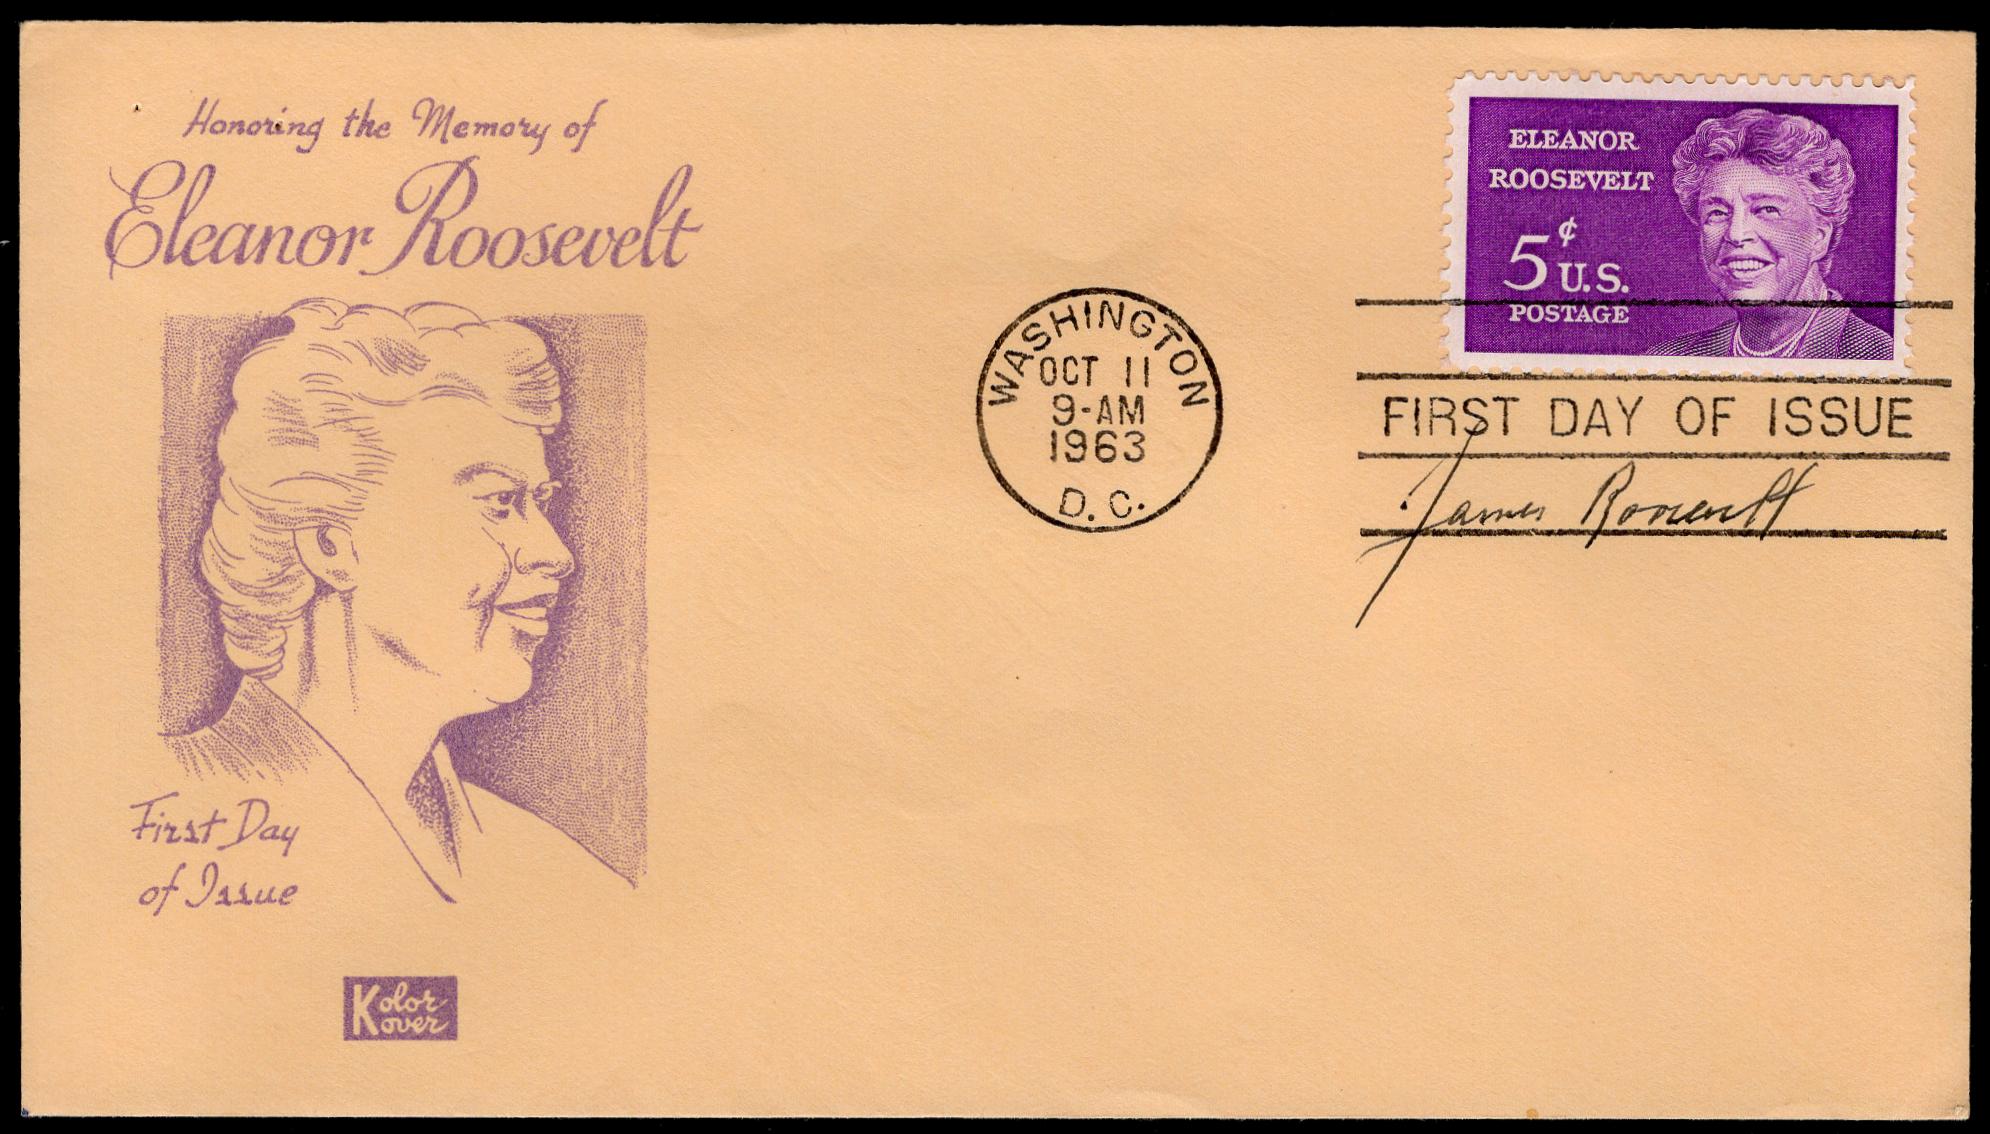 Honoring the Memory of
Eleanor Roosevelt
First Day
of Issue
Kolor
Kover
WASHINGTON
OCT 11
9-AM
1963
D.C.
ELEANOR
ROOSEVELT
5¢ U.S.
POSTAGE
FIRST DAY OF ISSUE
James Roosevelt